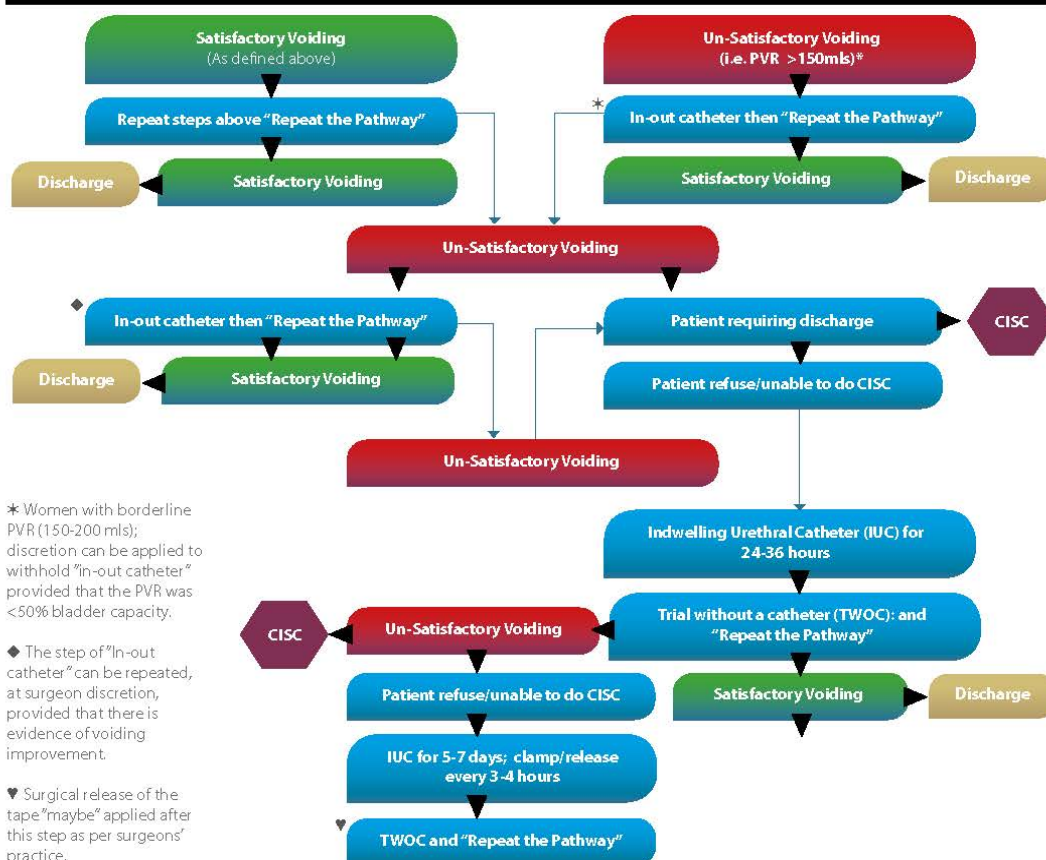 Satisfactory Voiding
(As defined above)
Un-Satisfactory Voiding
(i.e. PVR >150mls)*
Repeat steps above "Repeat the Pathway"
* In-out catheter then "Repeat the Pathway"
Discharge
Satisfactory Voiding
Satisfactory Voiding
Discharge
Un-Satisfactory Voiding
◆ In-out catheter then "Repeat the Pathway"
Patient requiring discharge
CISC
Discharge
Satisfactory Voiding
Patient refuse/unable to do CISC
Un-Satisfactory Voiding
Indwelling Urethral Catheter (IUC) for
24-36 hours
CISC
Un-Satisfactory Voiding
Trial without a catheter (TWOC): and
"Repeat the Pathway"
Patient refuse/unable to do CISC
Satisfactory Voiding
Discharge
IUC for 5-7 days; clamp/release
every 3-4 hours
♥ TWOC and "Repeat the Pathway"
* Women with borderline
PVR (150-200 mls);
discretion can be applied to
withhold "in-out catheter"
provided that the PVR was
<50% bladder capacity.
◆ The step of "In-out
catheter" can be repeated,
at surgeon discretion,
provided that there is
evidence of voiding
improvement.
♥ Surgical release of the
tape "maybe" applied after
this step as per surgeons'
practice.